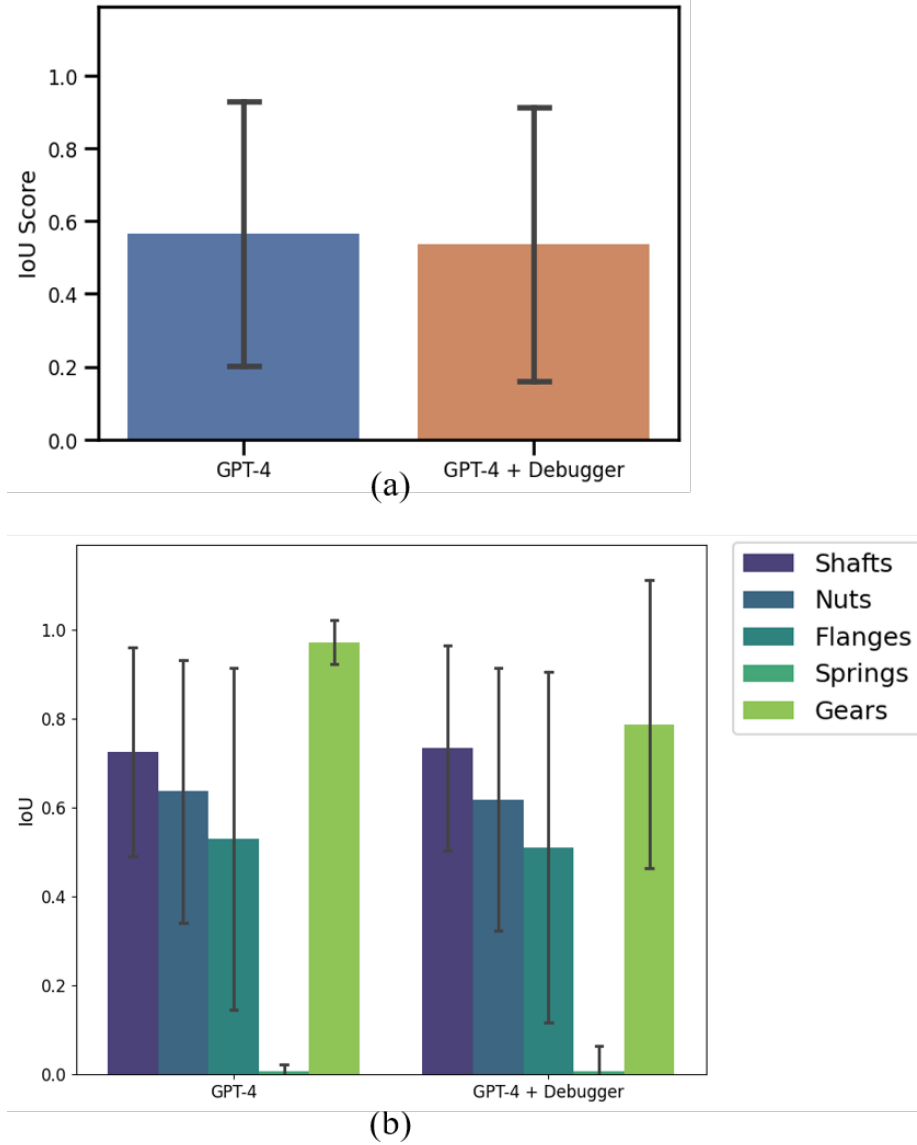 1.0
0.8
0.6
0.4
0.2
0.0
IoU Score
GPT-4
GPT-4 + Debugger
(a)
1.0
0.8
0.6
0.4
0.2
0.0
IoU
GPT-4
GPT-4 + Debugger
Shafts
Nuts
Flanges
Springs
Gears
(b)